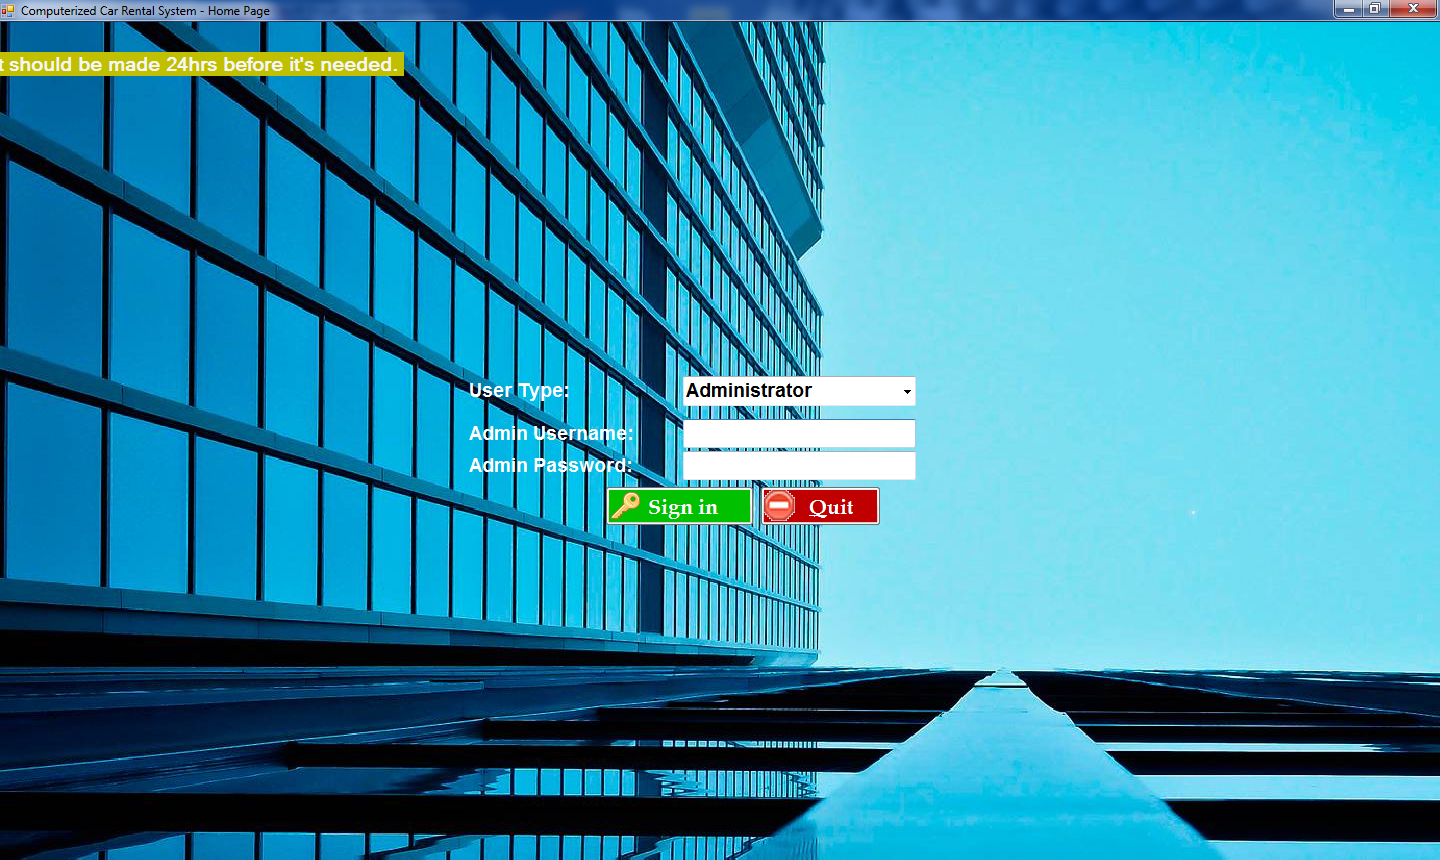 Computerized Car Rental System - Home Page
t should be made 24hrs before it's needed.
User Type: Administrator
Admin Username:
Admin Password:
Sign in Quit